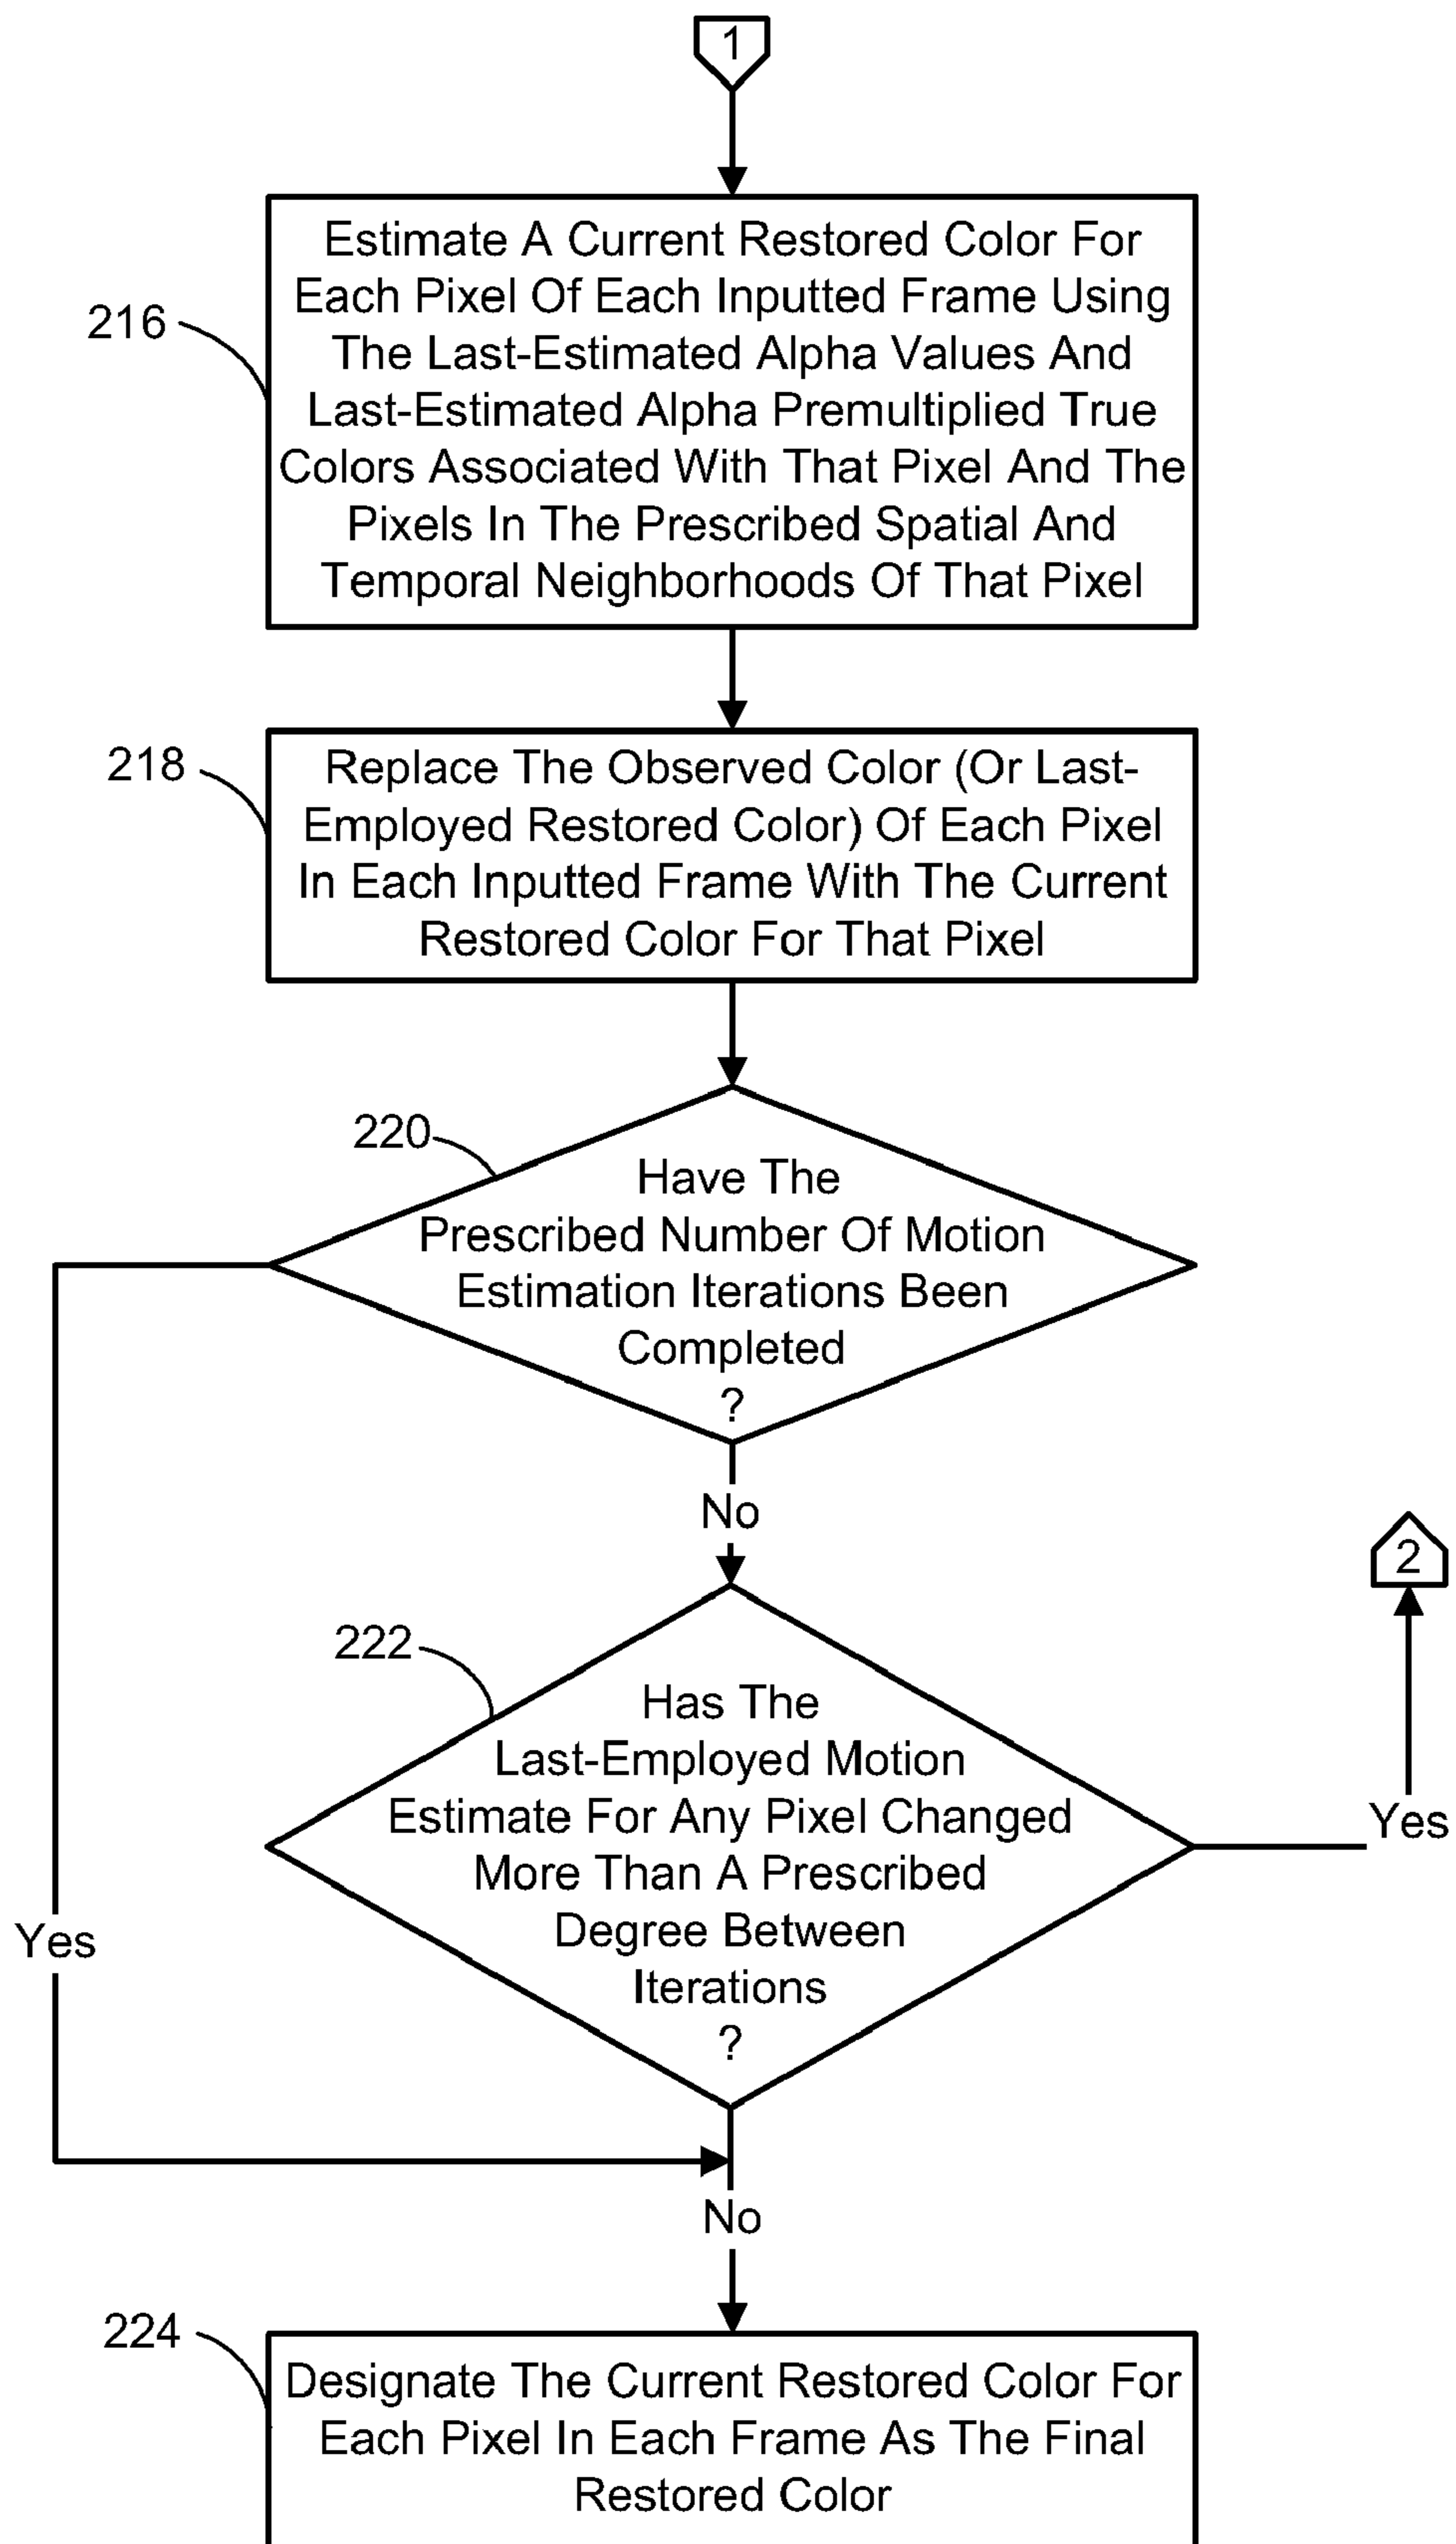 1
216
Estimate A Current Restored Color For
Each Pixel Of Each Inputted Frame Using
The Last-Estimated Alpha Values And
Last-Estimated Alpha Premultiplied True
Colors Associated With That Pixel And The
Pixels In The Prescribed Spatial And
Temporal Neighborhoods Of That Pixel
218
Replace The Observed Color (Or Last-
Employed Restored Color) Of Each Pixel
In Each Inputted Frame With The Current
Restored Color For That Pixel
220
Have The
Prescribed Number Of Motion
Estimation Iterations Been
Completed
?
No
2
222
Has The
Last-Employed Motion
Estimate For Any Pixel Changed
More Than A Prescribed
Degree Between
Iterations
?
Yes
Yes
No
224
Designate The Current Restored Color For
Each Pixel In Each Frame As The Final
Restored Color